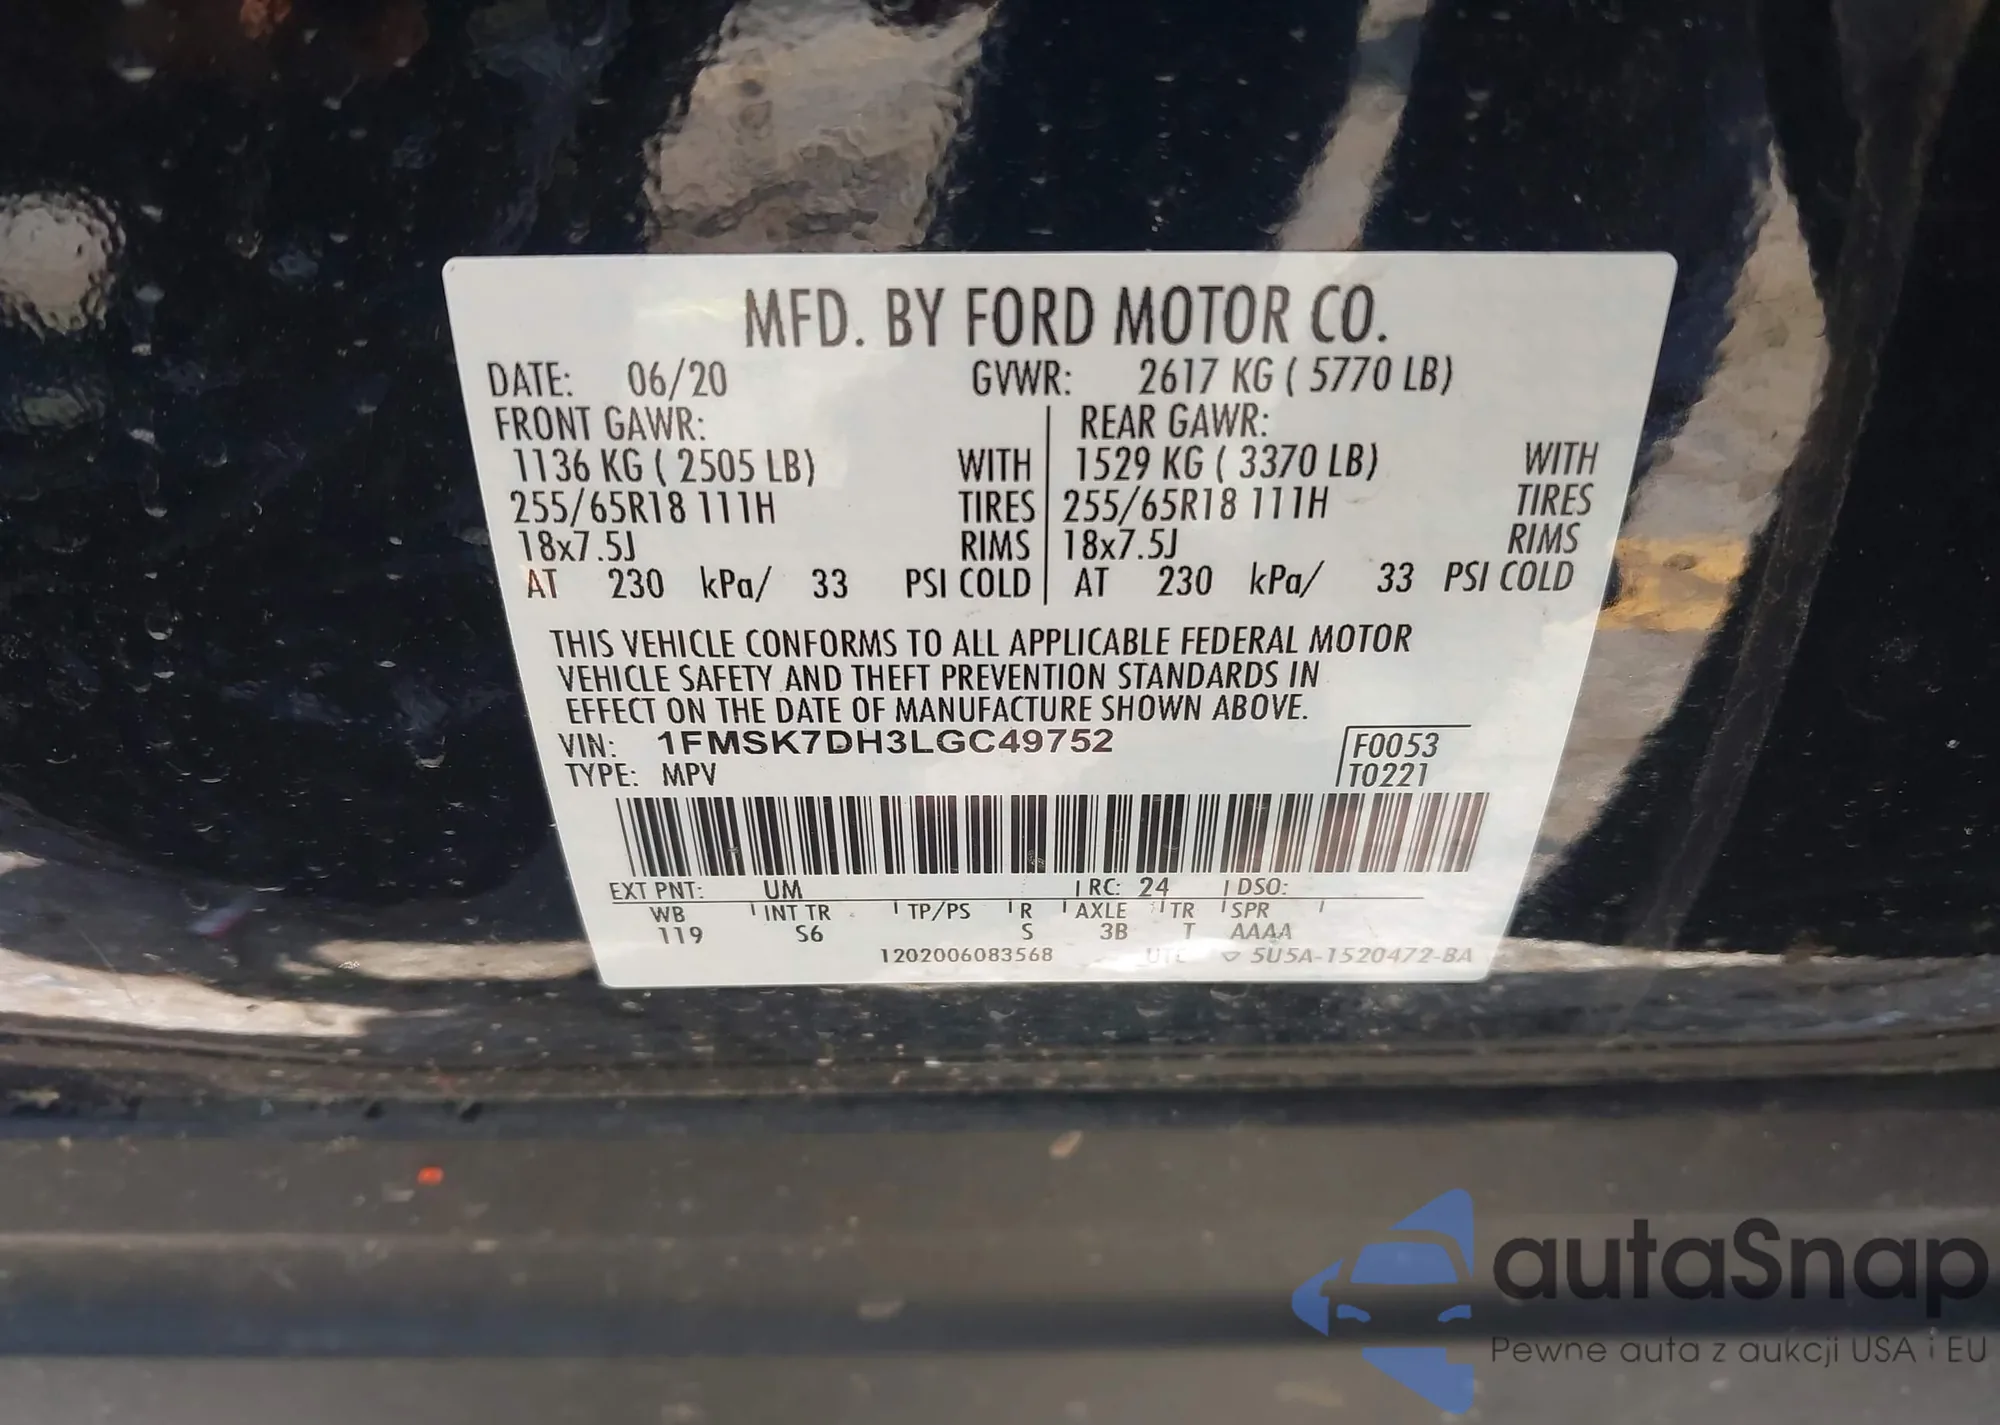 MFD. BY FORD MOTOR CO.
DATE: 06/20 GVWR: 2617 KG ( 5770 LB)
FRONT GAWR: REAR GAWR:
1136 KG ( 2505 LB) WITH 1529 KG ( 3370 LB) WITH
255/65R18 111H TIRES 255/65R18 111H TIRES
18x7.5J RIMS 18x7.5J RIMS
AT 230 kPa/ 33 PSI COLD AT 230 kPa/ 33 PSI COLD
THIS VEHICLE CONFORMS TO ALL APPLICABLE FEDERAL MOTOR
VEHICLE SAFETY AND THEFT PREVENTION STANDARDS IN
EFFECT ON THE DATE OF MANUFACTURE SHOWN ABOVE.
VIN: 1FMSK7DH3LGC49752 F0053
TYPE: MPV T0221
EXT PNT: UM RC: 24 DSO:
WB INT TR TP/PS R AXLE TR SPR
119 S6 S 3B T AAAA
1202006083568 UTC 5U5A-1520472-BA
autaSnap
Pewne auta z aukcji USA i EU